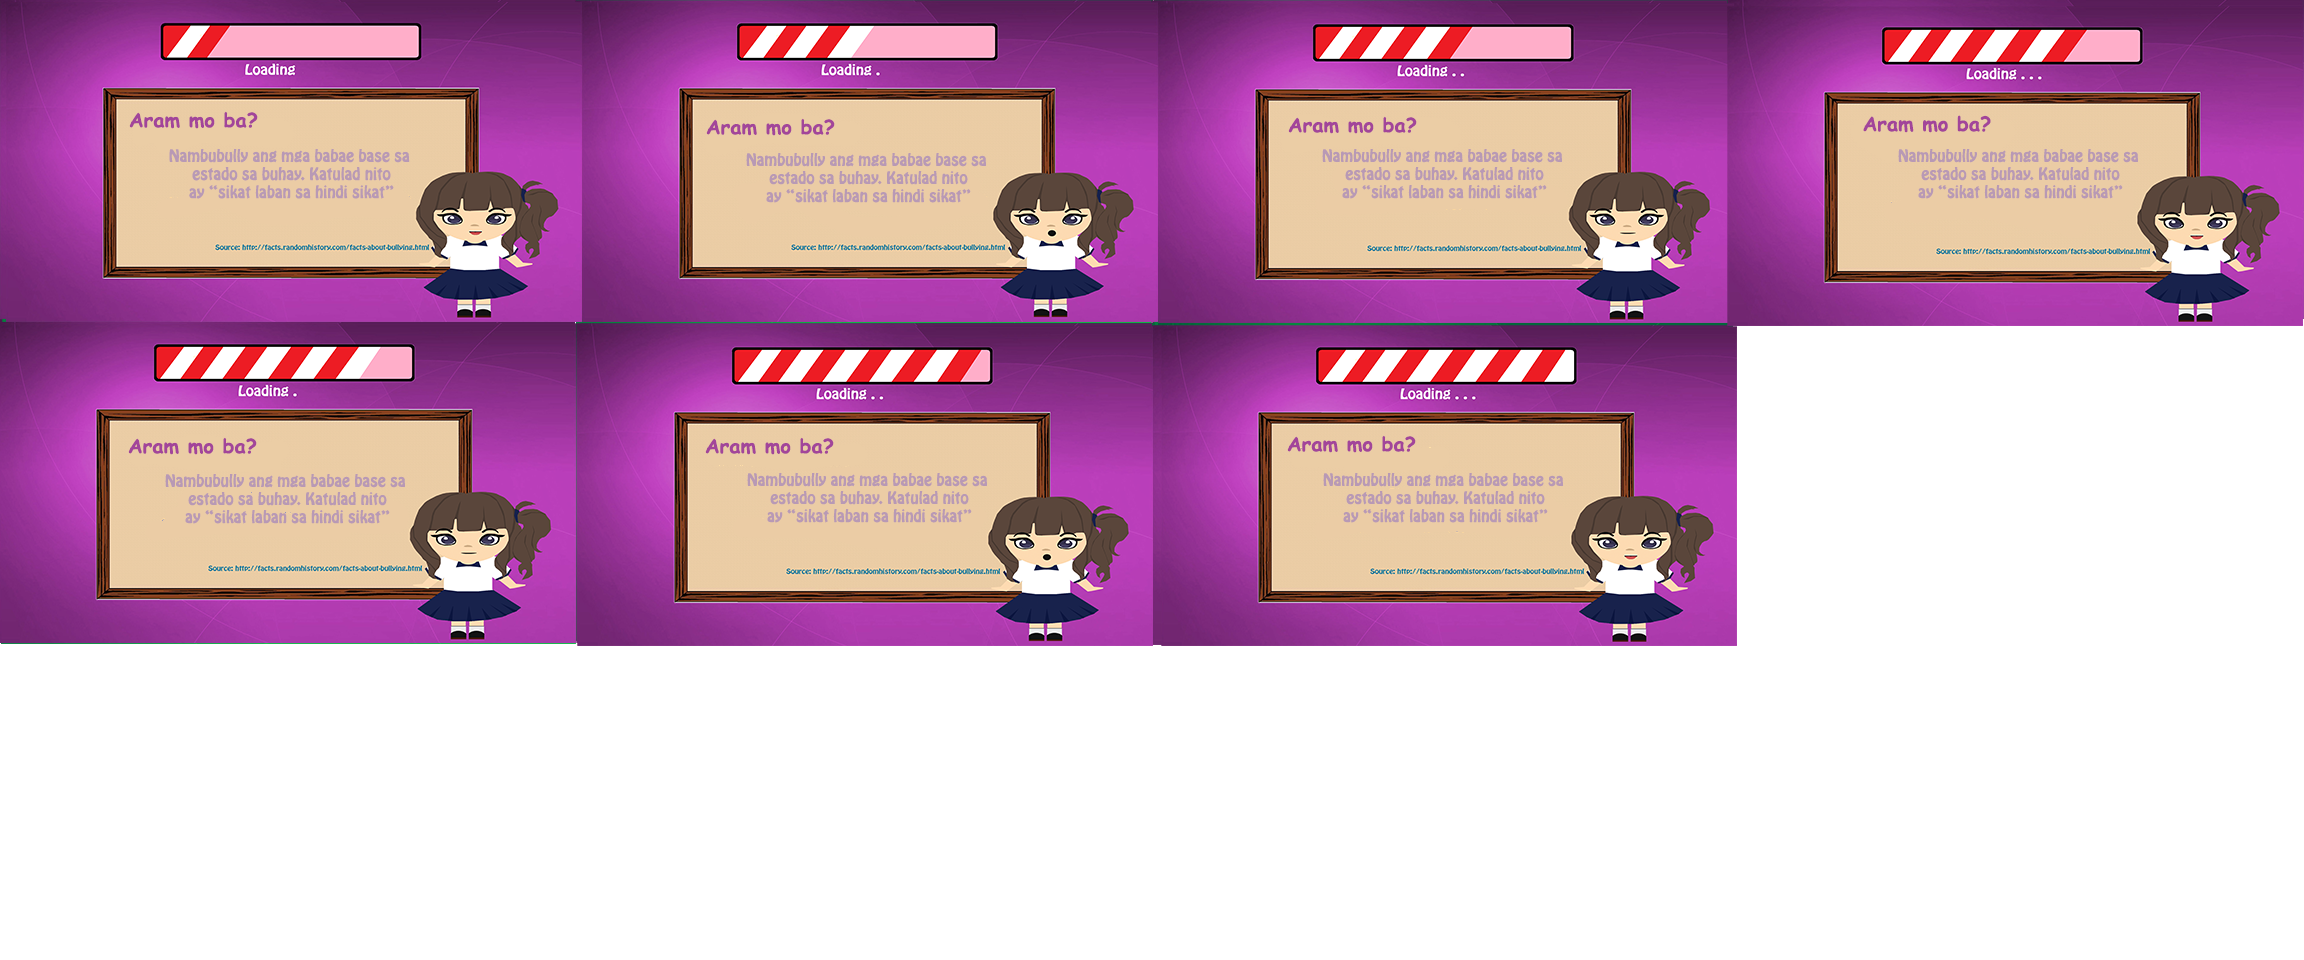 Loading
Aram mo ba?
Nambubully ang mga babae base sa
estado sa buhay. Katulad nito
ay “sikat laban sa hindi sikat”
Source: http://facts.randomhistory.com/facts-about-bullying.html
Loading .
Aram mo ba?
Nambubully ang mga babae base sa
estado sa buhay. Katulad nito
ay “sikat laban sa hindi sikat”
Source: http://facts.randomhistory.com/facts-about-bullying.html
Loading . .
Aram mo ba?
Nambubully ang mga babae base sa
estado sa buhay. Katulad nito
ay “sikat laban sa hindi sikat”
Source: http://facts.randomhistory.com/facts-about-bullying.html
Loading . . .
Aram mo ba?
Nambubully ang mga babae base sa
estado sa buhay. Katulad nito
ay “sikat laban sa hindi sikat”
Source: http://facts.randomhistory.com/facts-about-bullying.html
Loading .
Aram mo ba?
Nambubully ang mga babae base sa
estado sa buhay. Katulad nito
ay “sikat laban sa hindi sikat”
Source: http://facts.randomhistory.com/facts-about-bullying.html
Loading . .
Aram mo ba?
Nambubully ang mga babae base sa
estado sa buhay. Katulad nito
ay “sikat laban sa hindi sikat”
Source: http://facts.randomhistory.com/facts-about-bullying.html
Loading . . .
Aram mo ba?
Nambubully ang mga babae base sa
estado sa buhay. Katulad nito
ay “sikat laban sa hindi sikat”
Source: http://facts.randomhistory.com/facts-about-bullying.html